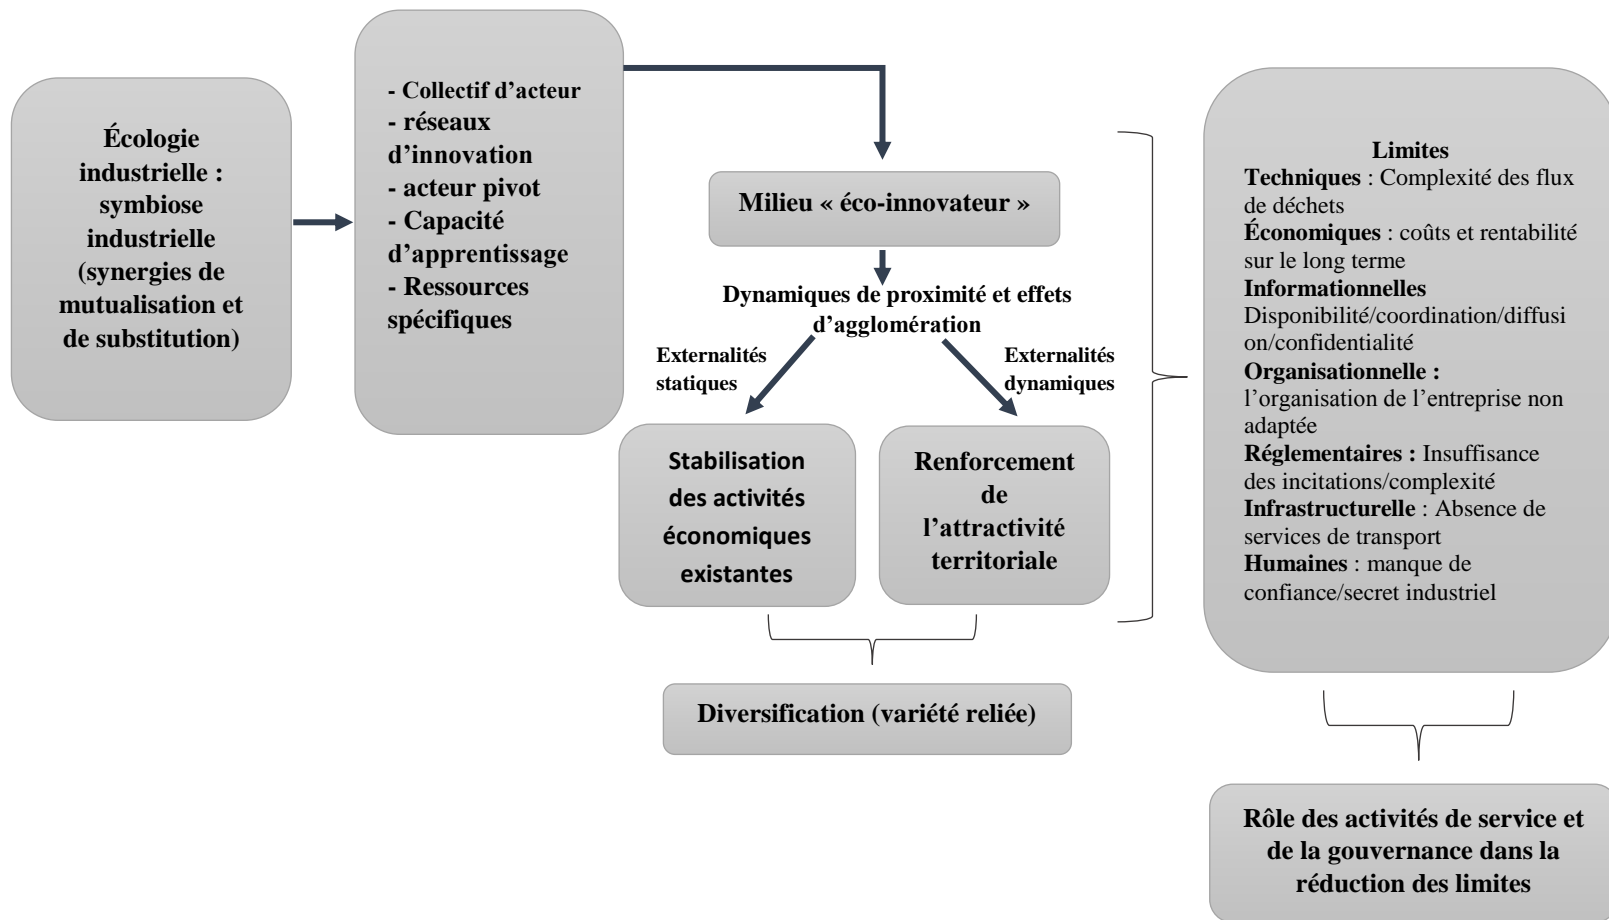 Écologie
industrielle :
symbiose
industrielle
(synergies de
mutualisation et
de substitution)
- Collectif d’acteur
- réseaux
d’innovation
- acteur pivot
- Capacité
d’apprentissage
- Ressources
spécifiques
Milieu « éco-innovateur »
Dynamiques de proximité et effets
d’agglomération
Externalités
statiques
Externalités
dynamiques
Stabilisation
des activités
économiques
existantes
Renforcement
de
l’attractivité
territoriale
Diversification (variété reliée)
Limites
Techniques : Complexité des flux
de déchets
Économiques : coûts et rentabilité
sur le long terme
Informationnelles
Disponibilité/coordination/diffusi
on/confidentialité
Organisationnelle :
l’organisation de l’entreprise non
adaptée
Réglementaires : Insuffisance
des incitations/complexité
Infrastructurelle : Absence de
services de transport
Humaines : manque de
confiance/secret industriel
Rôle des activités de service et
de la gouvernance dans la
réduction des limites